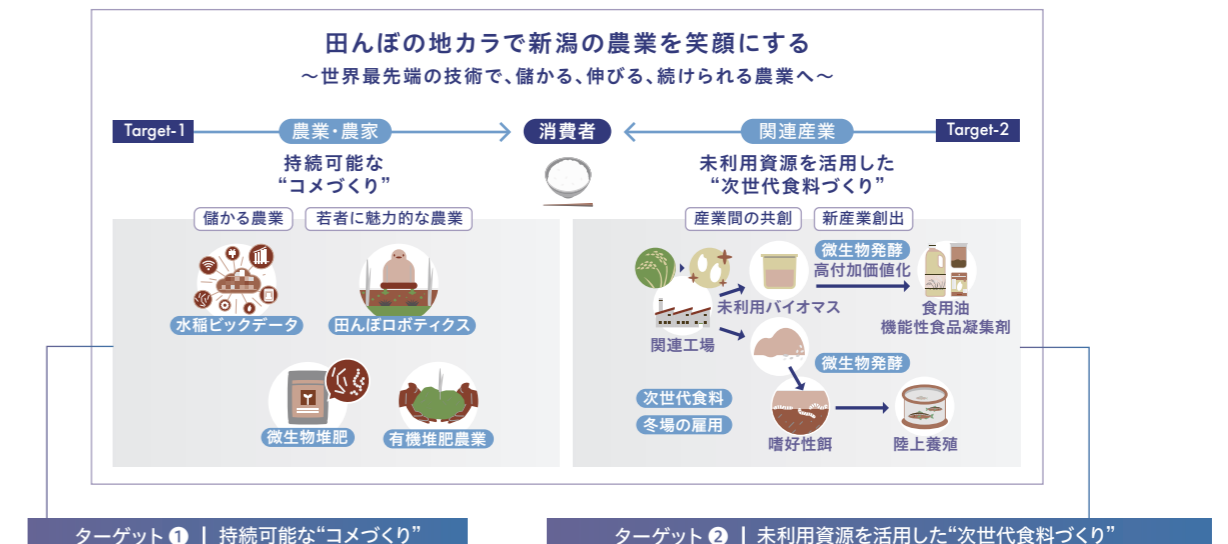 田んぼの地カラで新潟の農業を笑顔にする
～世界最先端の技術で、儲かる、伸びる、続けられる農業へ～
Target-1
農業・農家
消費者
関連産業
Target-2
持続可能な
“コメづくり”
未利用資源を活用した
“次世代食料づくり”
儲かる農業
若者に魅力的な農業
産業間の共創
新産業創出
水稲ビックデータ
田んぼロボティクス
微生物堆肥
有機堆肥農業
関連工場
未利用バイオマス
微生物発酵
高付加価値化
食用油
機能性食品凝集剤
微生物発酵
次世代食料
冬場の雇用
嗜好性餌
陸上養殖
ターゲット❶ | 持続可能な“コメづくり”
ターゲット❷ | 未利用資源を活用した“次世代食料づくり”